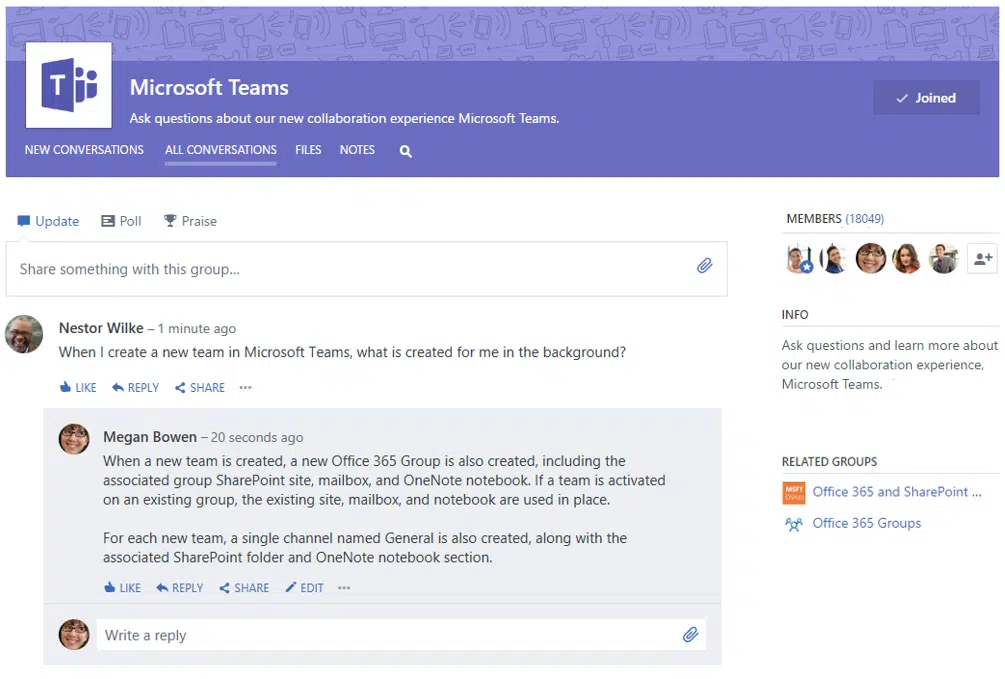 T
Microsoft Teams
Joined
Ask questions about our new collaboration experience Microsoft Teams.
NEW CONVERSATIONS ALL CONVERSATIONS FILES NOTES
Update Poll Praise
Share something with this group...
Nestor Wilke – 1 minute ago
When I create a new team in Microsoft Teams, what is created for me in the background?
LIKE REPLY SHARE ...
Megan Bowen – 20 seconds ago
When a new team is created, a new Office 365 Group is also created, including the
associated group SharePoint site, mailbox, and OneNote notebook. If a team is activated
on an existing group, the existing site, mailbox, and notebook are used in place.
For each new team, a single channel named General is also created, along with the
associated SharePoint folder and OneNote notebook section.
LIKE REPLY SHARE EDIT ...
Write a reply
MEMBERS (18049)
INFO
Ask questions and learn more about
our new collaboration experience,
Microsoft Teams.
RELATED GROUPS
MSFT
Office 365 and SharePoint ...
Office 365 Groups